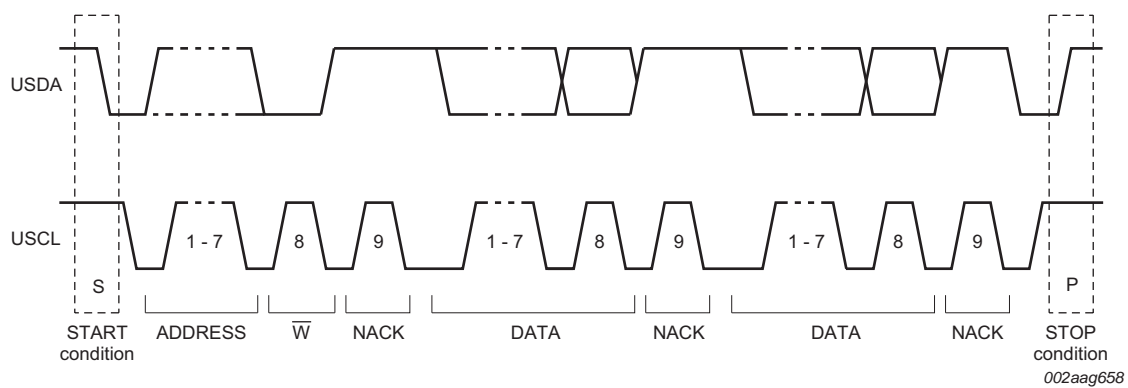 USDA
USCL
1 - 7 8 9 1 - 7 8 9 1 - 7 8 9
S P
START
condition
ADDRESS W̅ NACK DATA NACK DATA NACK
STOP
condition
002aag658